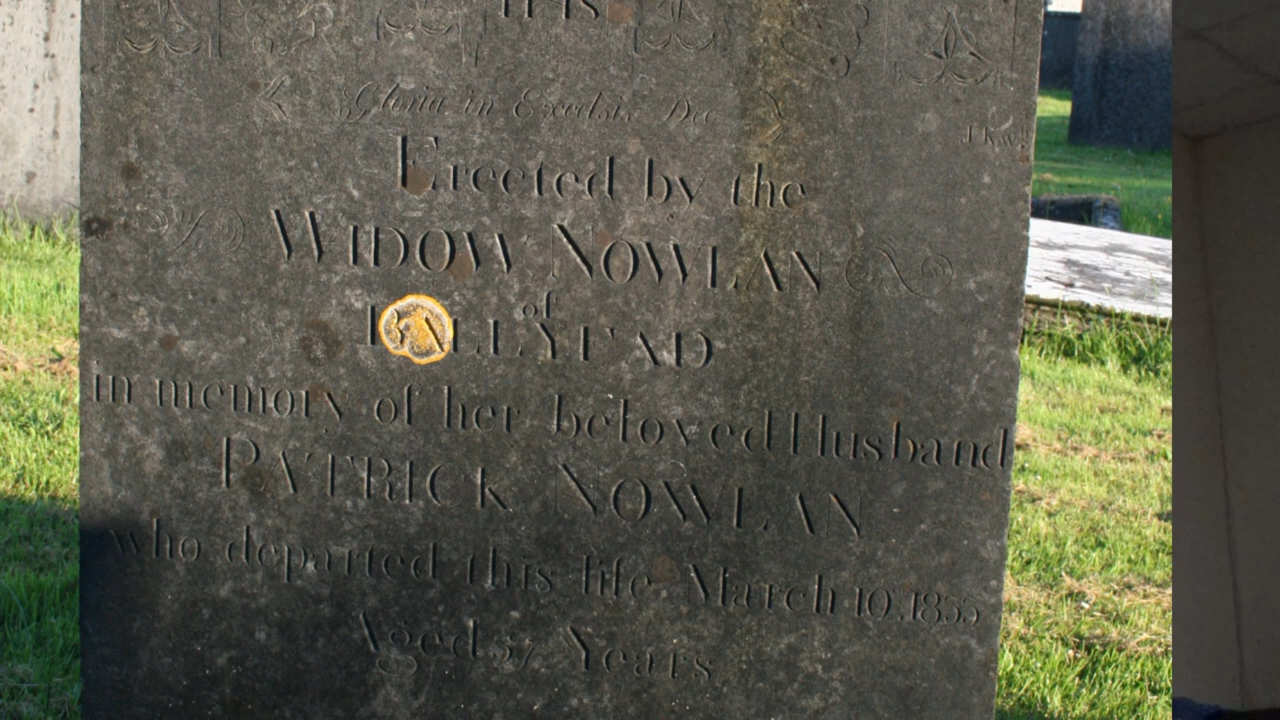 IHS
Gloria in Excelsis Deo
Erected by the
WIDOW NOWLAN
of
BALLYFAD
in memory of her beloved Husband
PATRICK NOWLAN
who departed this life March 10, 1855
Aged 57 Years